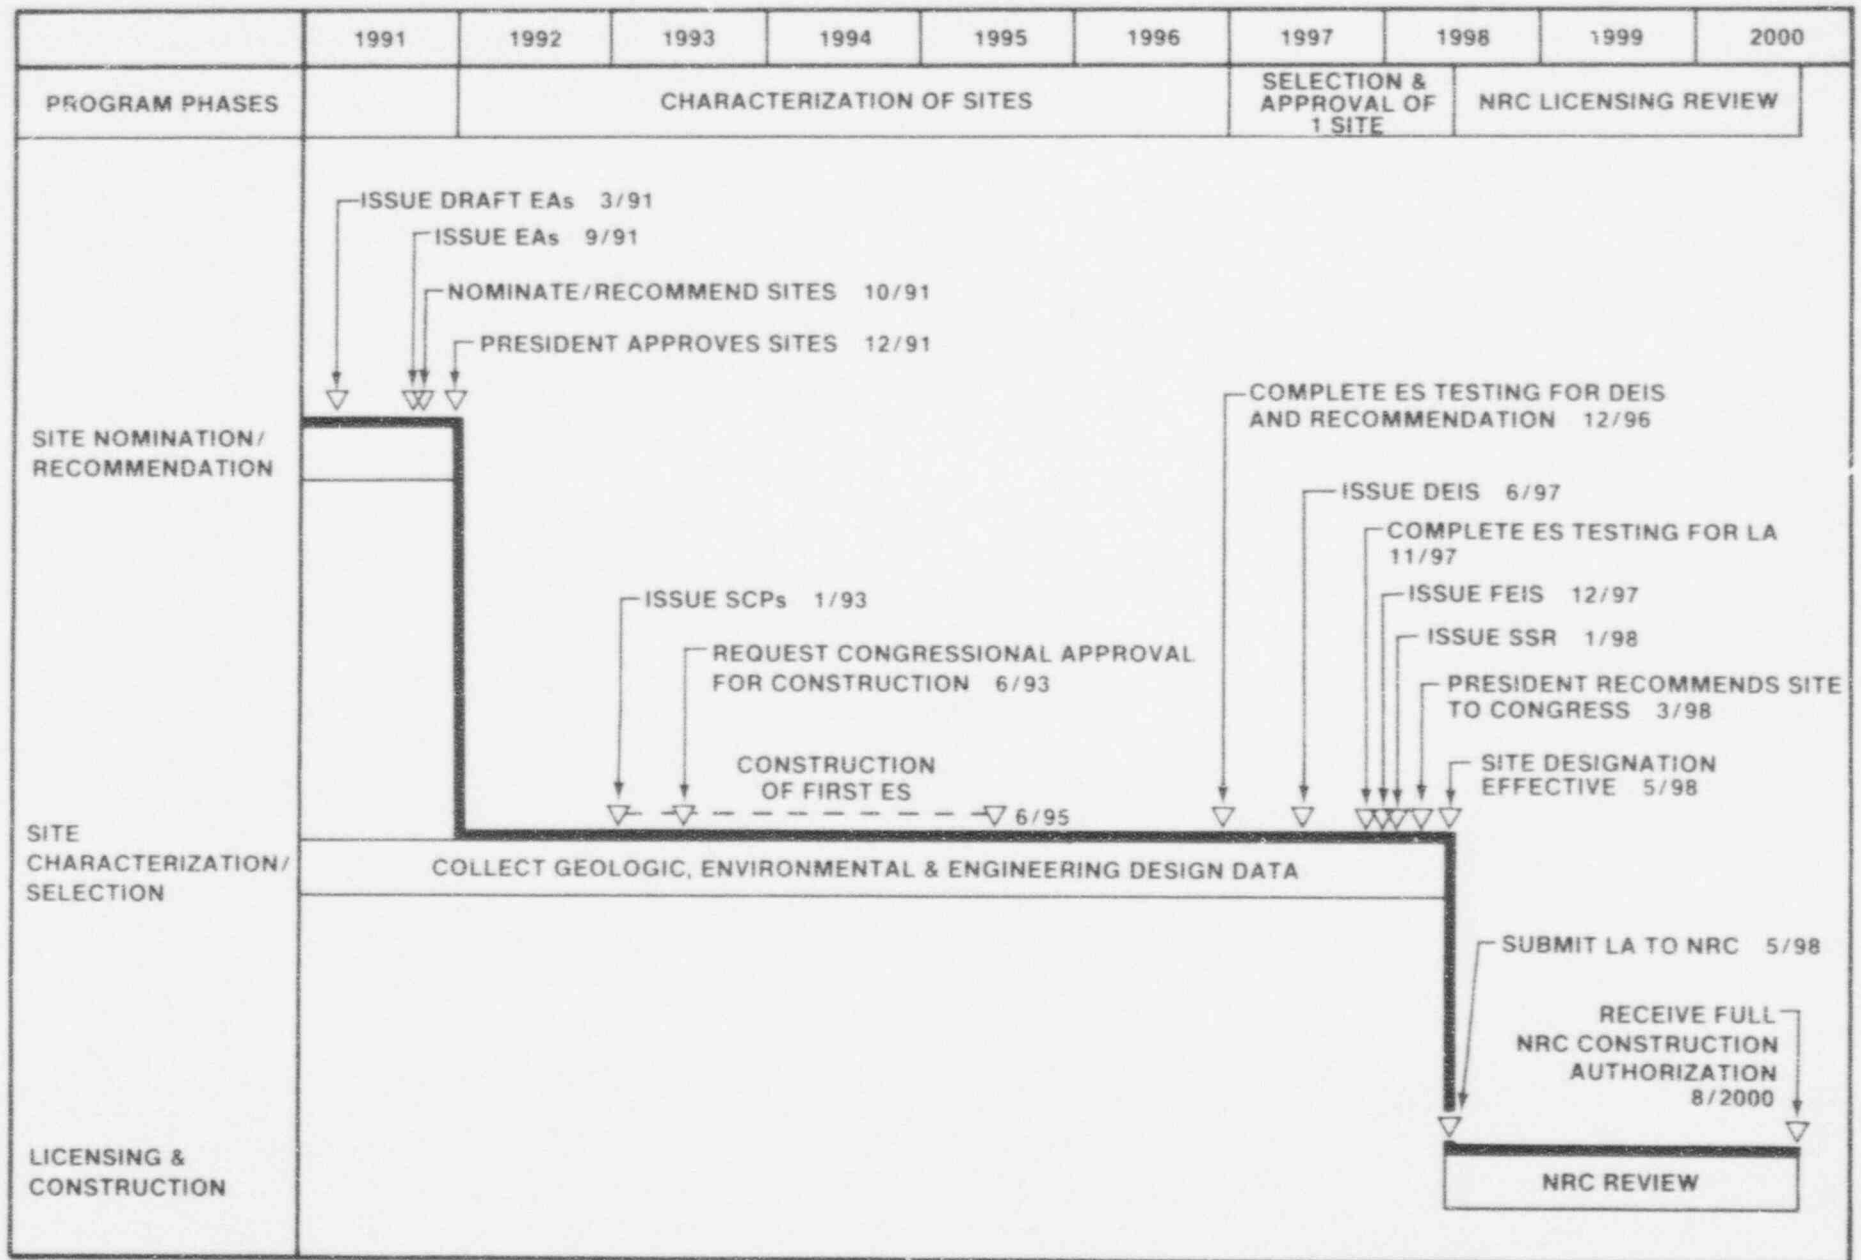 1991 1992 1993 1994 1995 1996 1997 1998 1999 2000
PROGRAM PHASES
CHARACTERIZATION OF SITES
SELECTION &
APPROVAL OF
1 SITE
NRC LICENSING REVIEW
ISSUE DRAFT EAs 3/91
ISSUE EAs 9/91
NOMINATE/RECOMMEND SITES 10/91
PRESIDENT APPROVES SITES 12/91
SITE NOMINATION/
RECOMMENDATION
COMPLETE ES TESTING FOR DEIS
AND RECOMMENDATION 12/96
ISSUE DEIS 6/97
COMPLETE ES TESTING FOR LA
11/97
ISSUE FEIS 12/97
ISSUE SSR 1/98
PRESIDENT RECOMMENDS SITE
TO CONGRESS 3/98
SITE DESIGNATION
EFFECTIVE 5/98
ISSUE SCPs 1/93
REQUEST CONGRESSIONAL APPROVAL
FOR CONSTRUCTION 6/93
CONSTRUCTION
OF FIRST ES
6/95
SITE
CHARACTERIZATION/
SELECTION
COLLECT GEOLOGIC, ENVIRONMENTAL & ENGINEERING DESIGN DATA
SUBMIT LA TO NRC 5/98
RECEIVE FULL
NRC CONSTRUCTION
AUTHORIZATION
8/2000
LICENSING &
CONSTRUCTION
NRC REVIEW